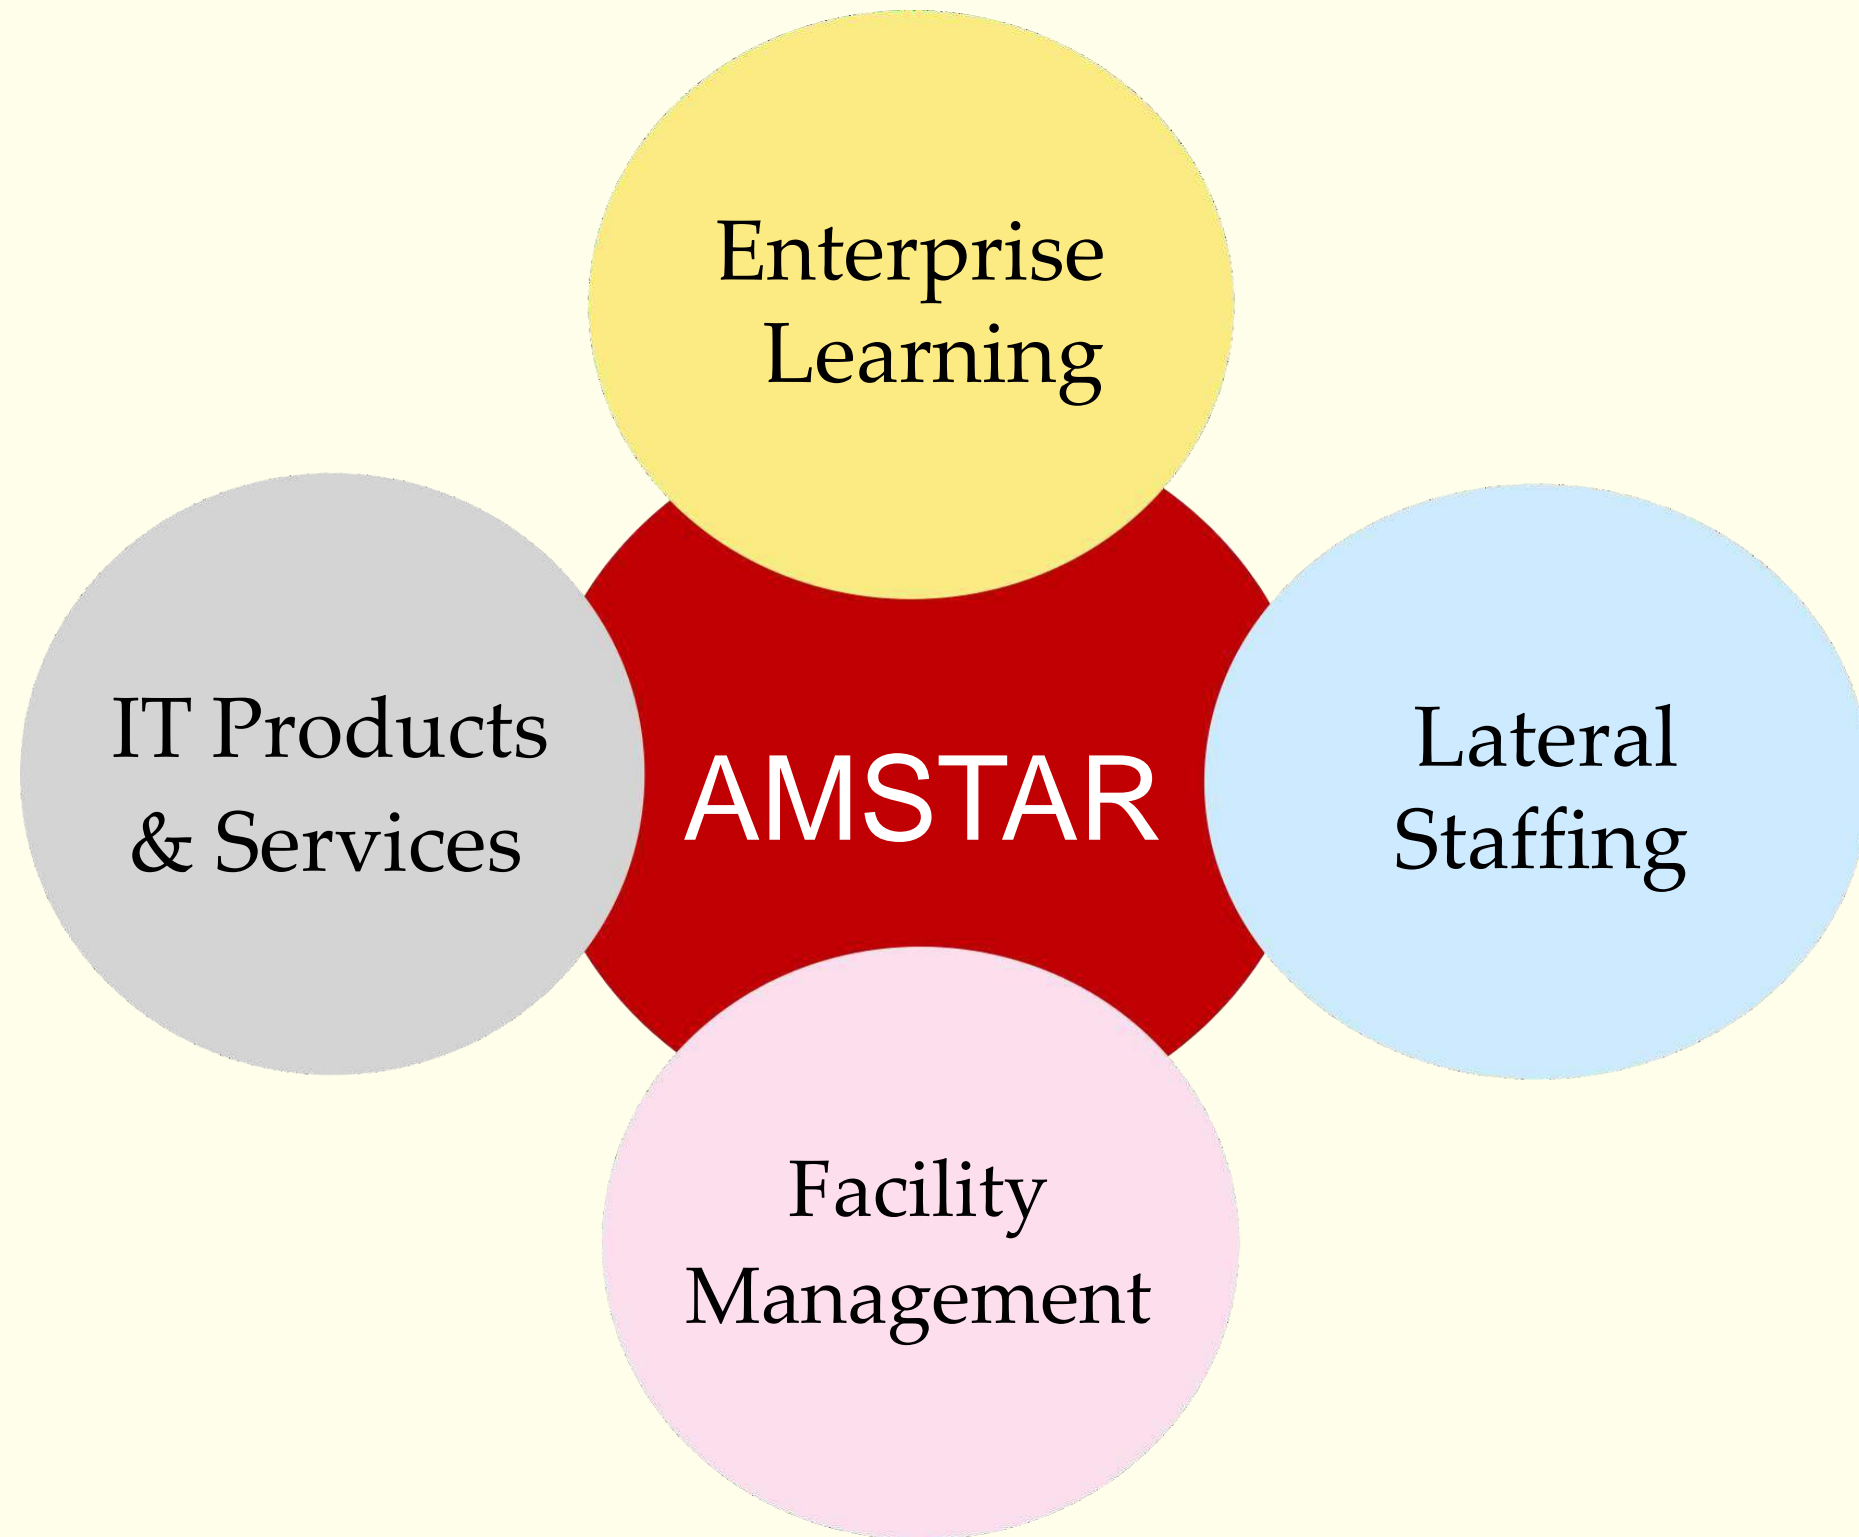 Enterprise
Learning
IT Products
& Services
AMSTAR
Lateral
Staffing
Facility
Management